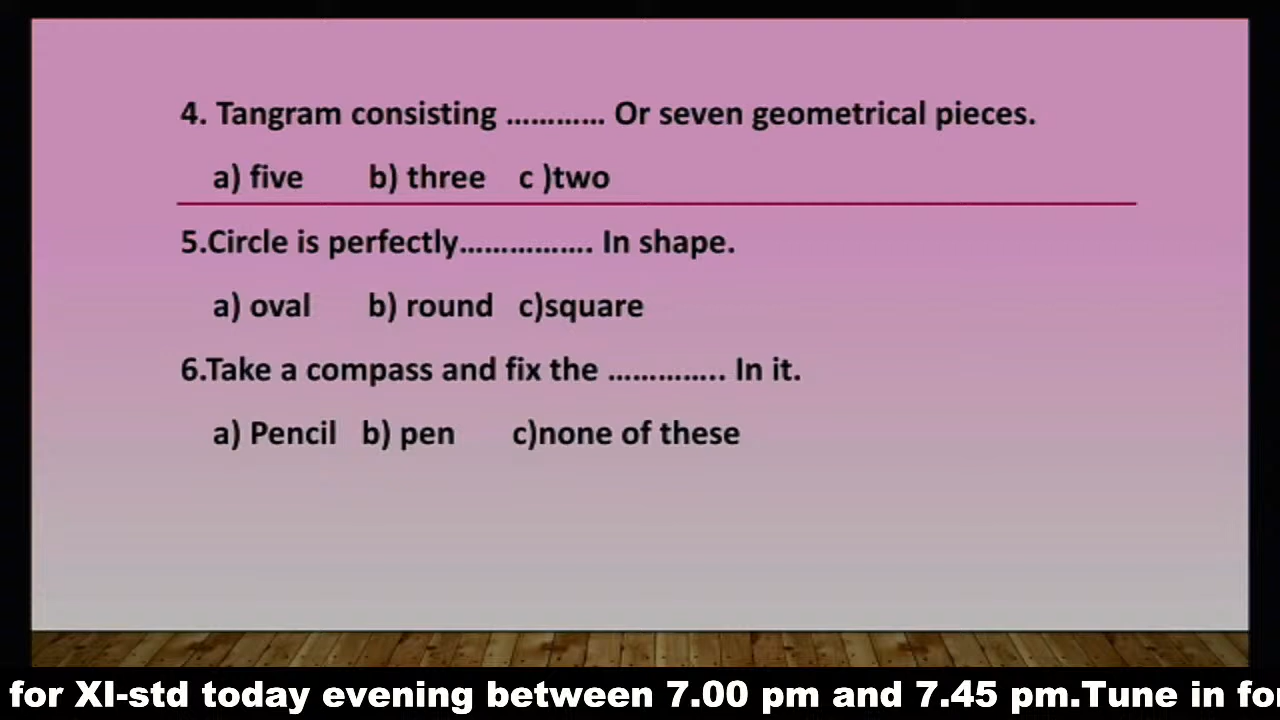 4. Tangram consisting ………… Or seven geometrical pieces.
a) five b) three c )two
5.Circle is perfectly……………. In shape.
a) oval b) round c)square
6.Take a compass and fix the ………….. In it.
a) Pencil b) pen c)none of these
for XI-std today evening between 7.00 pm and 7.45 pm.Tune in fo